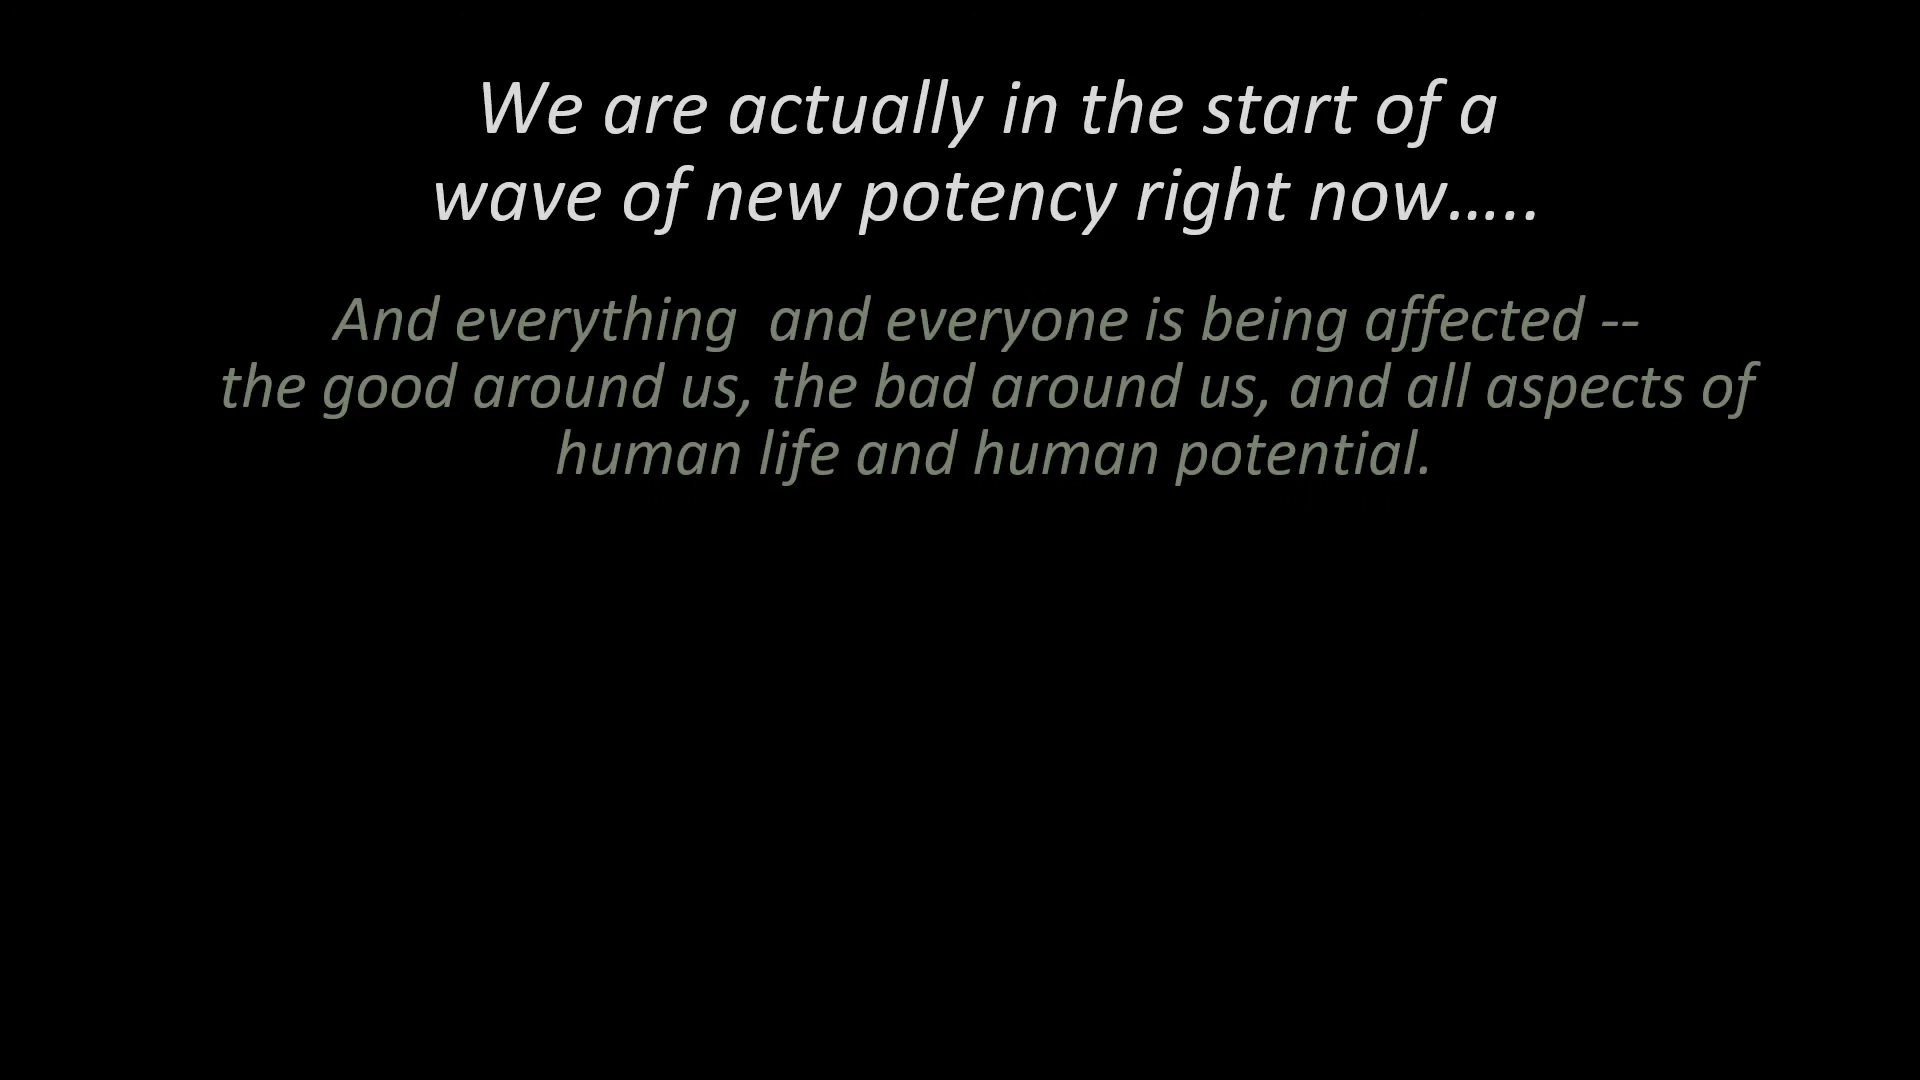 We are actually in the start of a
wave of new potency right now.....
And everything  and everyone is being affected --
the good around us, the bad around us, and all aspects of
human life and human potential.